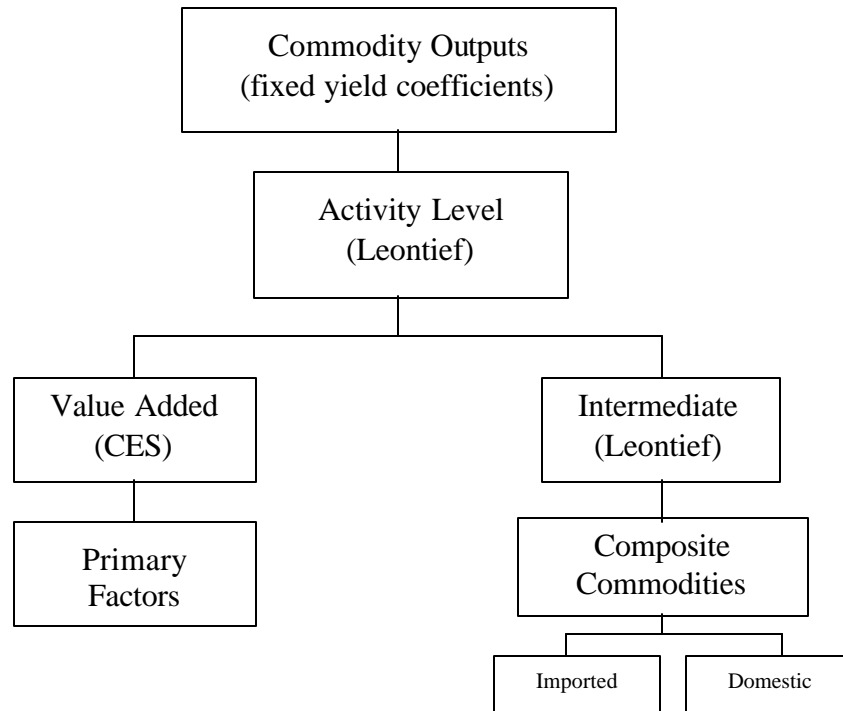 Commodity Outputs
(fixed yield coefficients)
Activity Level
(Leontief)
Value Added
(CES)
Intermediate
(Leontief)
Primary
Factors
Composite
Commodities
Imported
Domestic